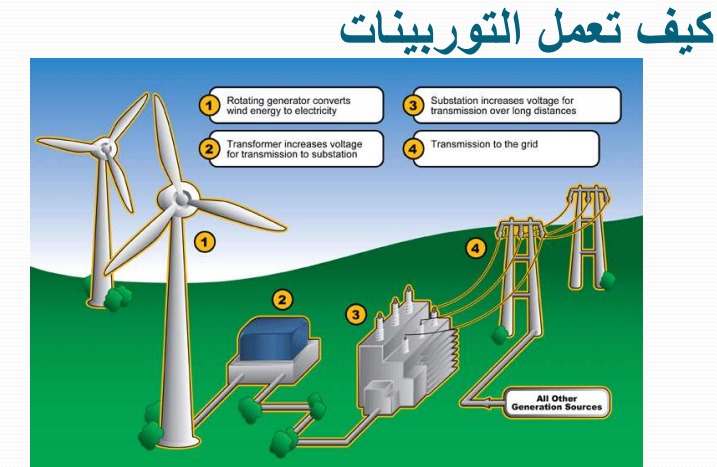 كيف تعمل التوربينات
1
Rotating generator converts
wind energy to electricity
2
Transformer increases voltage
for transmission to substation
3
Substation increases voltage for
transmission over long distances
4
Transmission to the grid
1
2
3
4
All Other
Generation Sources